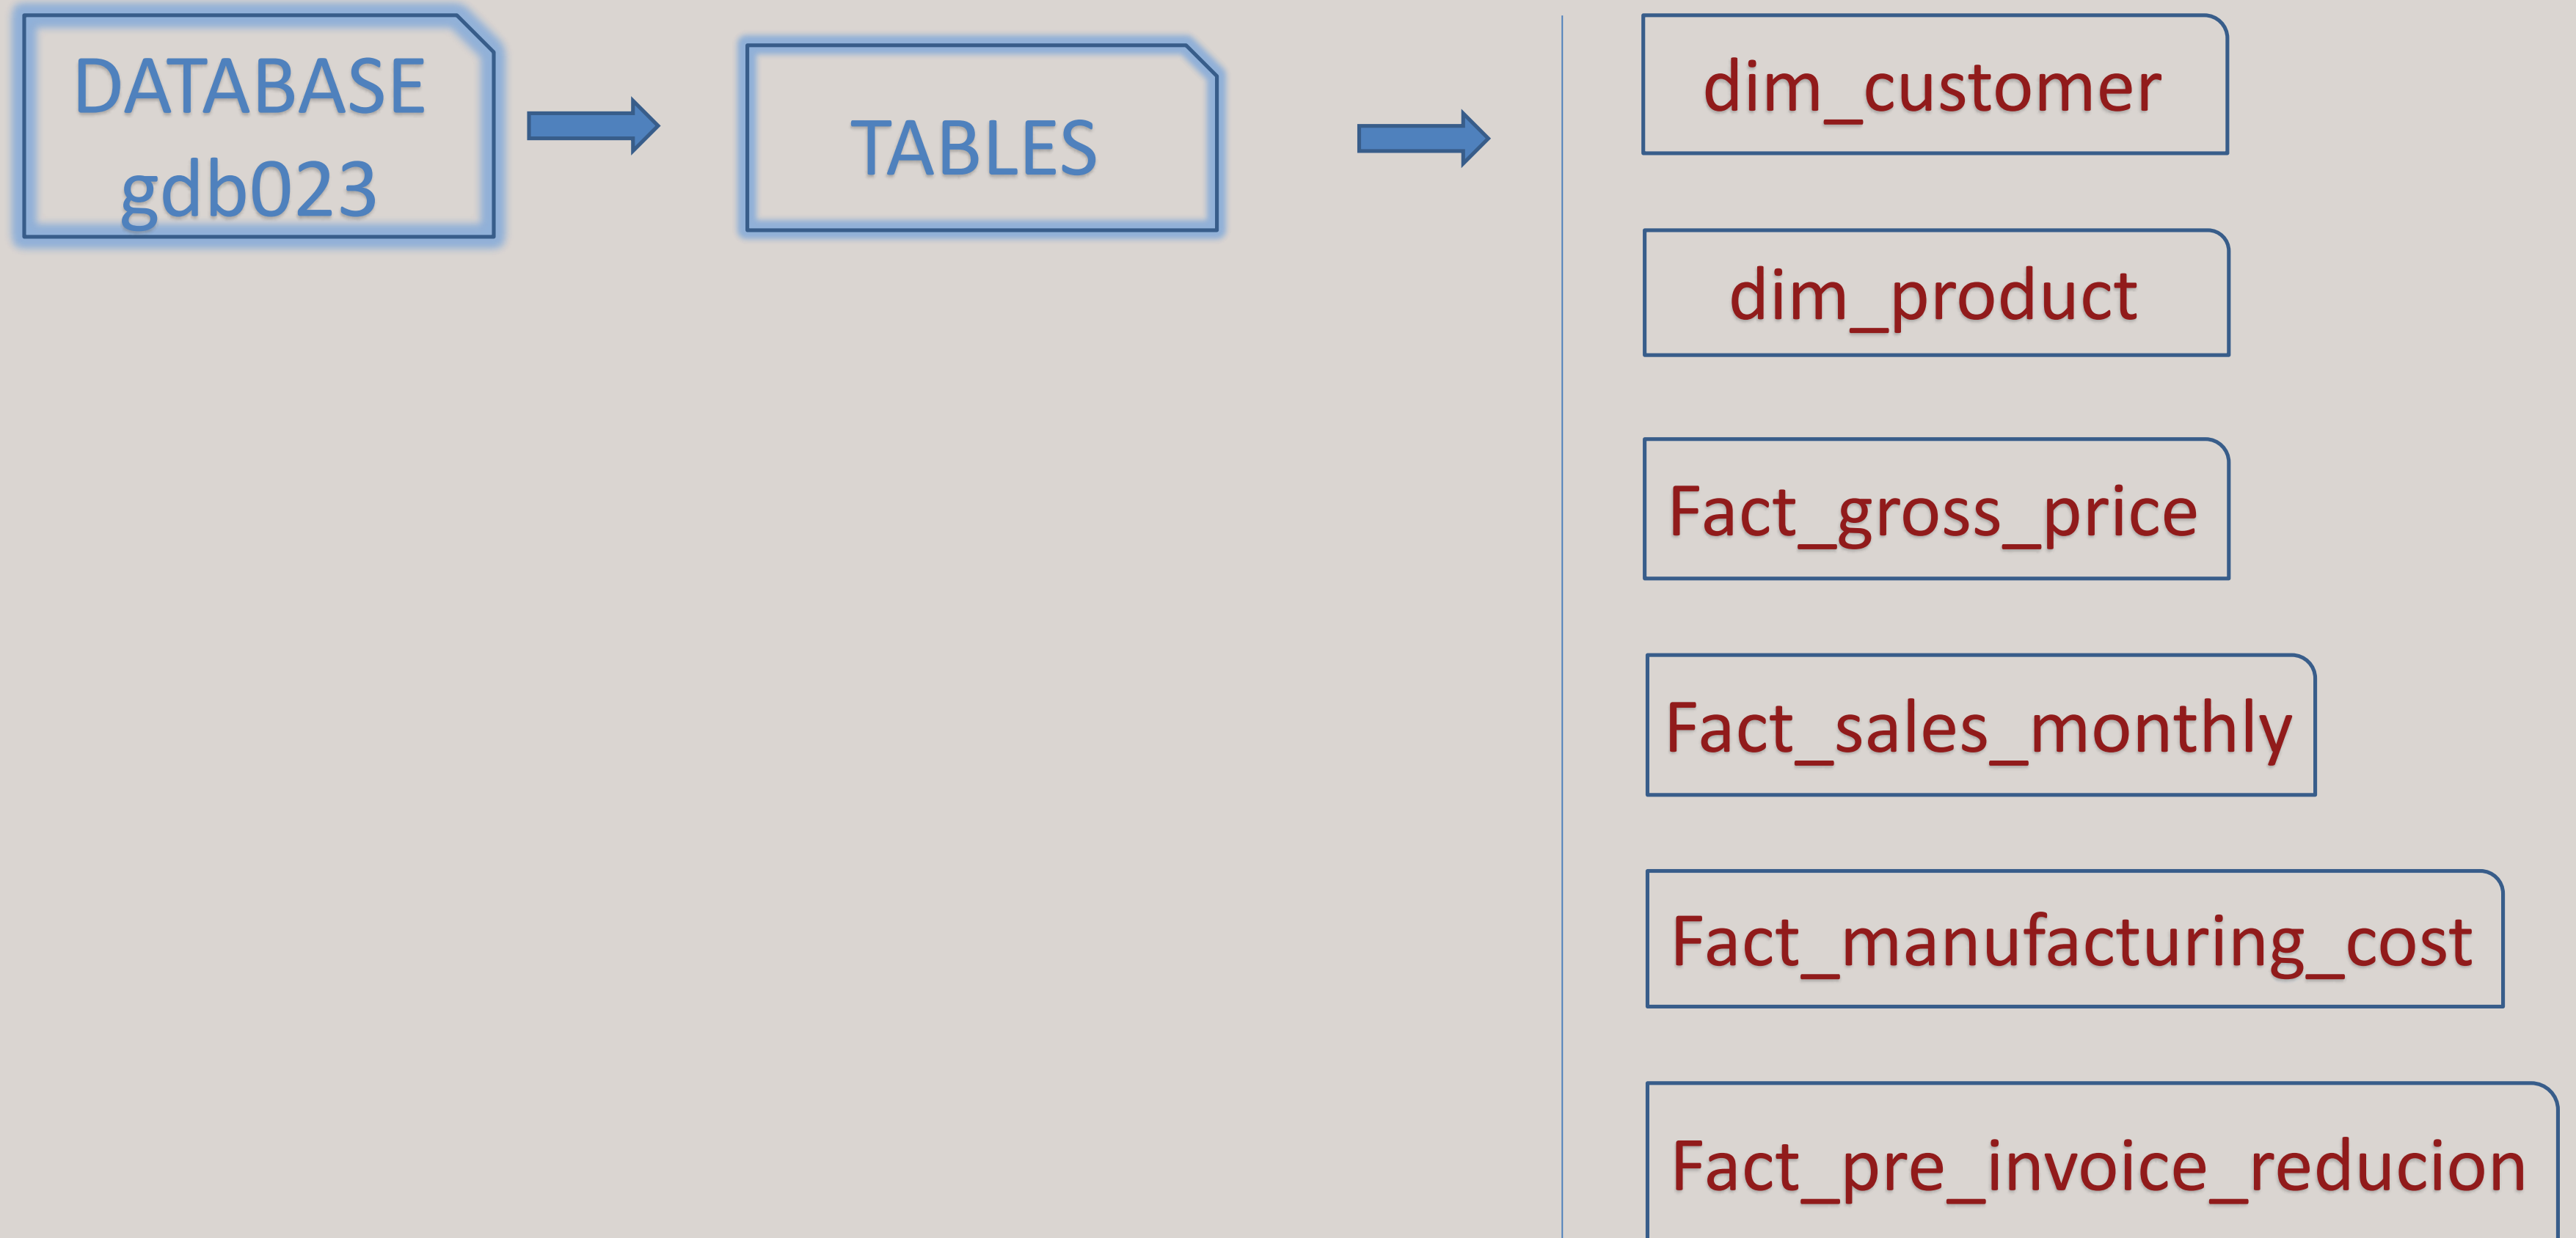 DATABASE
gdb023
TABLES
dim_customer
dim_product
Fact_gross_price
Fact_sales_monthly
Fact_manufacturing_cost
Fact_pre_invoice_reducion